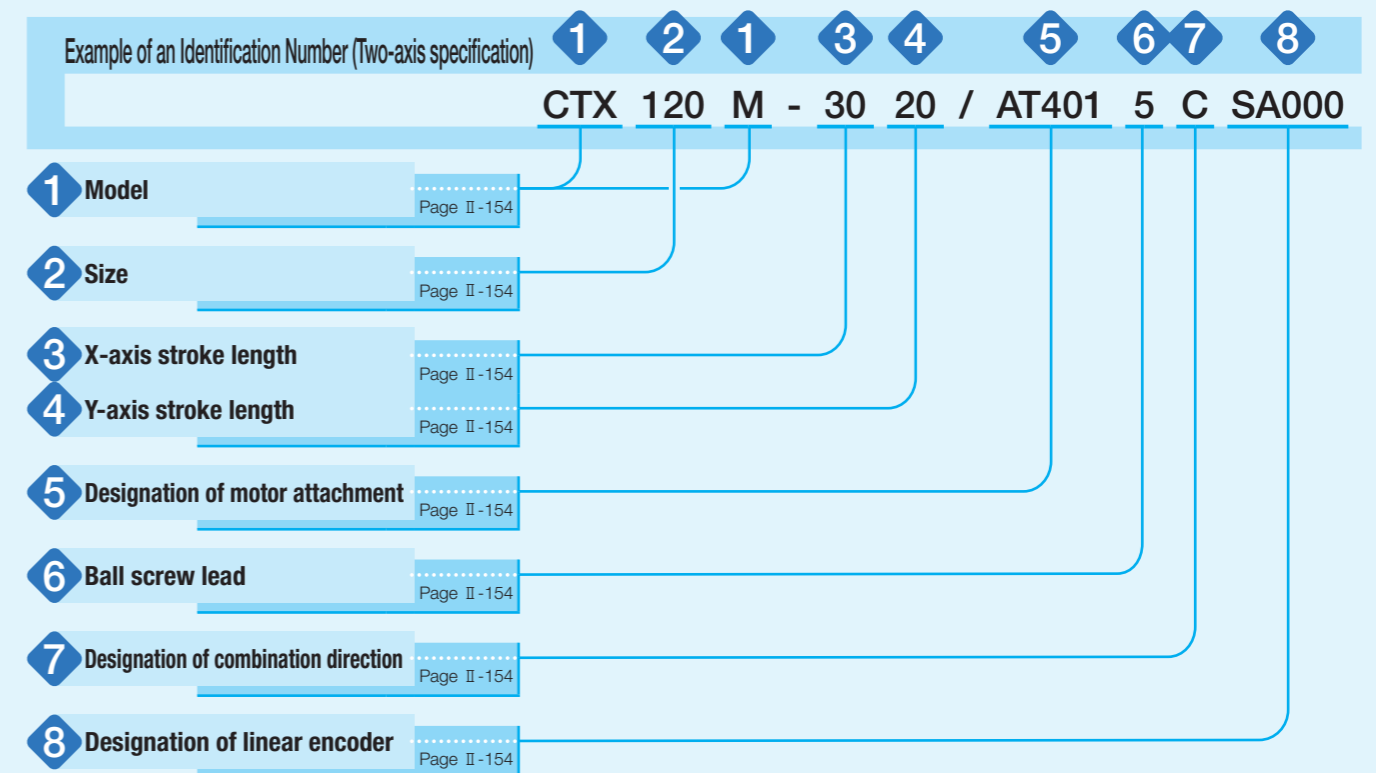 Example of an Identification Number (Two-axis specification) 1 2 1 3 4 5 6 7 8
CTX 120 M - 30 20 / AT401 5 C SA000
1 Model
Page Ⅱ-154
2 Size
Page Ⅱ-154
3 X-axis stroke length
Page Ⅱ-154
4 Y-axis stroke length
Page Ⅱ-154
5 Designation of motor attachment
Page Ⅱ-154
6 Ball screw lead
Page Ⅱ-154
7 Designation of combination direction
Page Ⅱ-154
8 Designation of linear encoder
Page Ⅱ-154